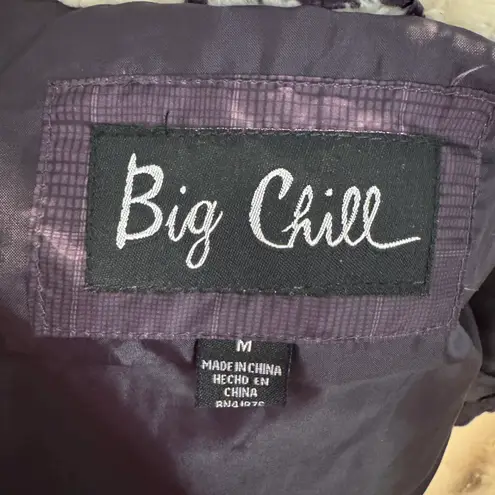 Big Chill
M
MADE IN CHINA
HECHO EN
CHINA